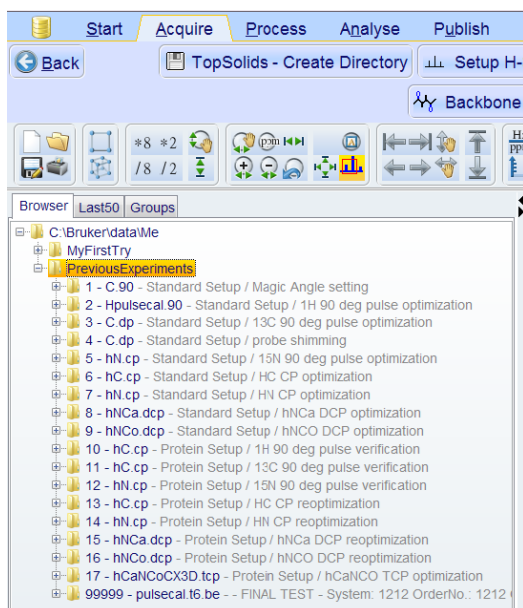 Start Acquire Process Analyse Publish
Back TopSolids - Create Directory Setup H-
Backbone
*8 *2 ppm
/8 /2
Browser Last50 Groups
C:\Bruker\data\Me
MyFirstTry
PreviousExperiments
1 - C.90 - Standard Setup / Magic Angle setting
2 - Hpulsecal.90 - Standard Setup / 1H 90 deg pulse optimization
3 - C.dp - Standard Setup / 13C 90 deg pulse optimization
4 - C.dp - Standard Setup / probe shimming
5 - hN.cp - Standard Setup / 15N 90 deg pulse optimization
6 - hC.cp - Standard Setup / HC CP optimization
7 - hN.cp - Standard Setup / HN CP optimization
8 - hNCa.dcp - Standard Setup / hNCa DCP optimization
9 - hNCo.dcp - Standard Setup / hNCO DCP optimization
10 - hC.cp - Protein Setup / 1H 90 deg pulse verification
11 - hC.cp - Protein Setup / 13C 90 deg pulse verification
12 - hN.cp - Protein Setup / 15N 90 deg pulse verification
13 - hC.cp - Protein Setup / HC CP reoptimization
14 - hN.cp - Protein Setup / HN CP reoptimization
15 - hNCa.dcp - Protein Setup / hNCa DCP reoptimization
16 - hNCo.dcp - Protein Setup / hNCO DCP reoptimization
17 - hCaNCoCX3D.tcp - Protein Setup / hCaNCO TCP optimization
99999 - pulsecal.t6.be - - FINAL TEST - System: 1212 OrderNo.: 1212